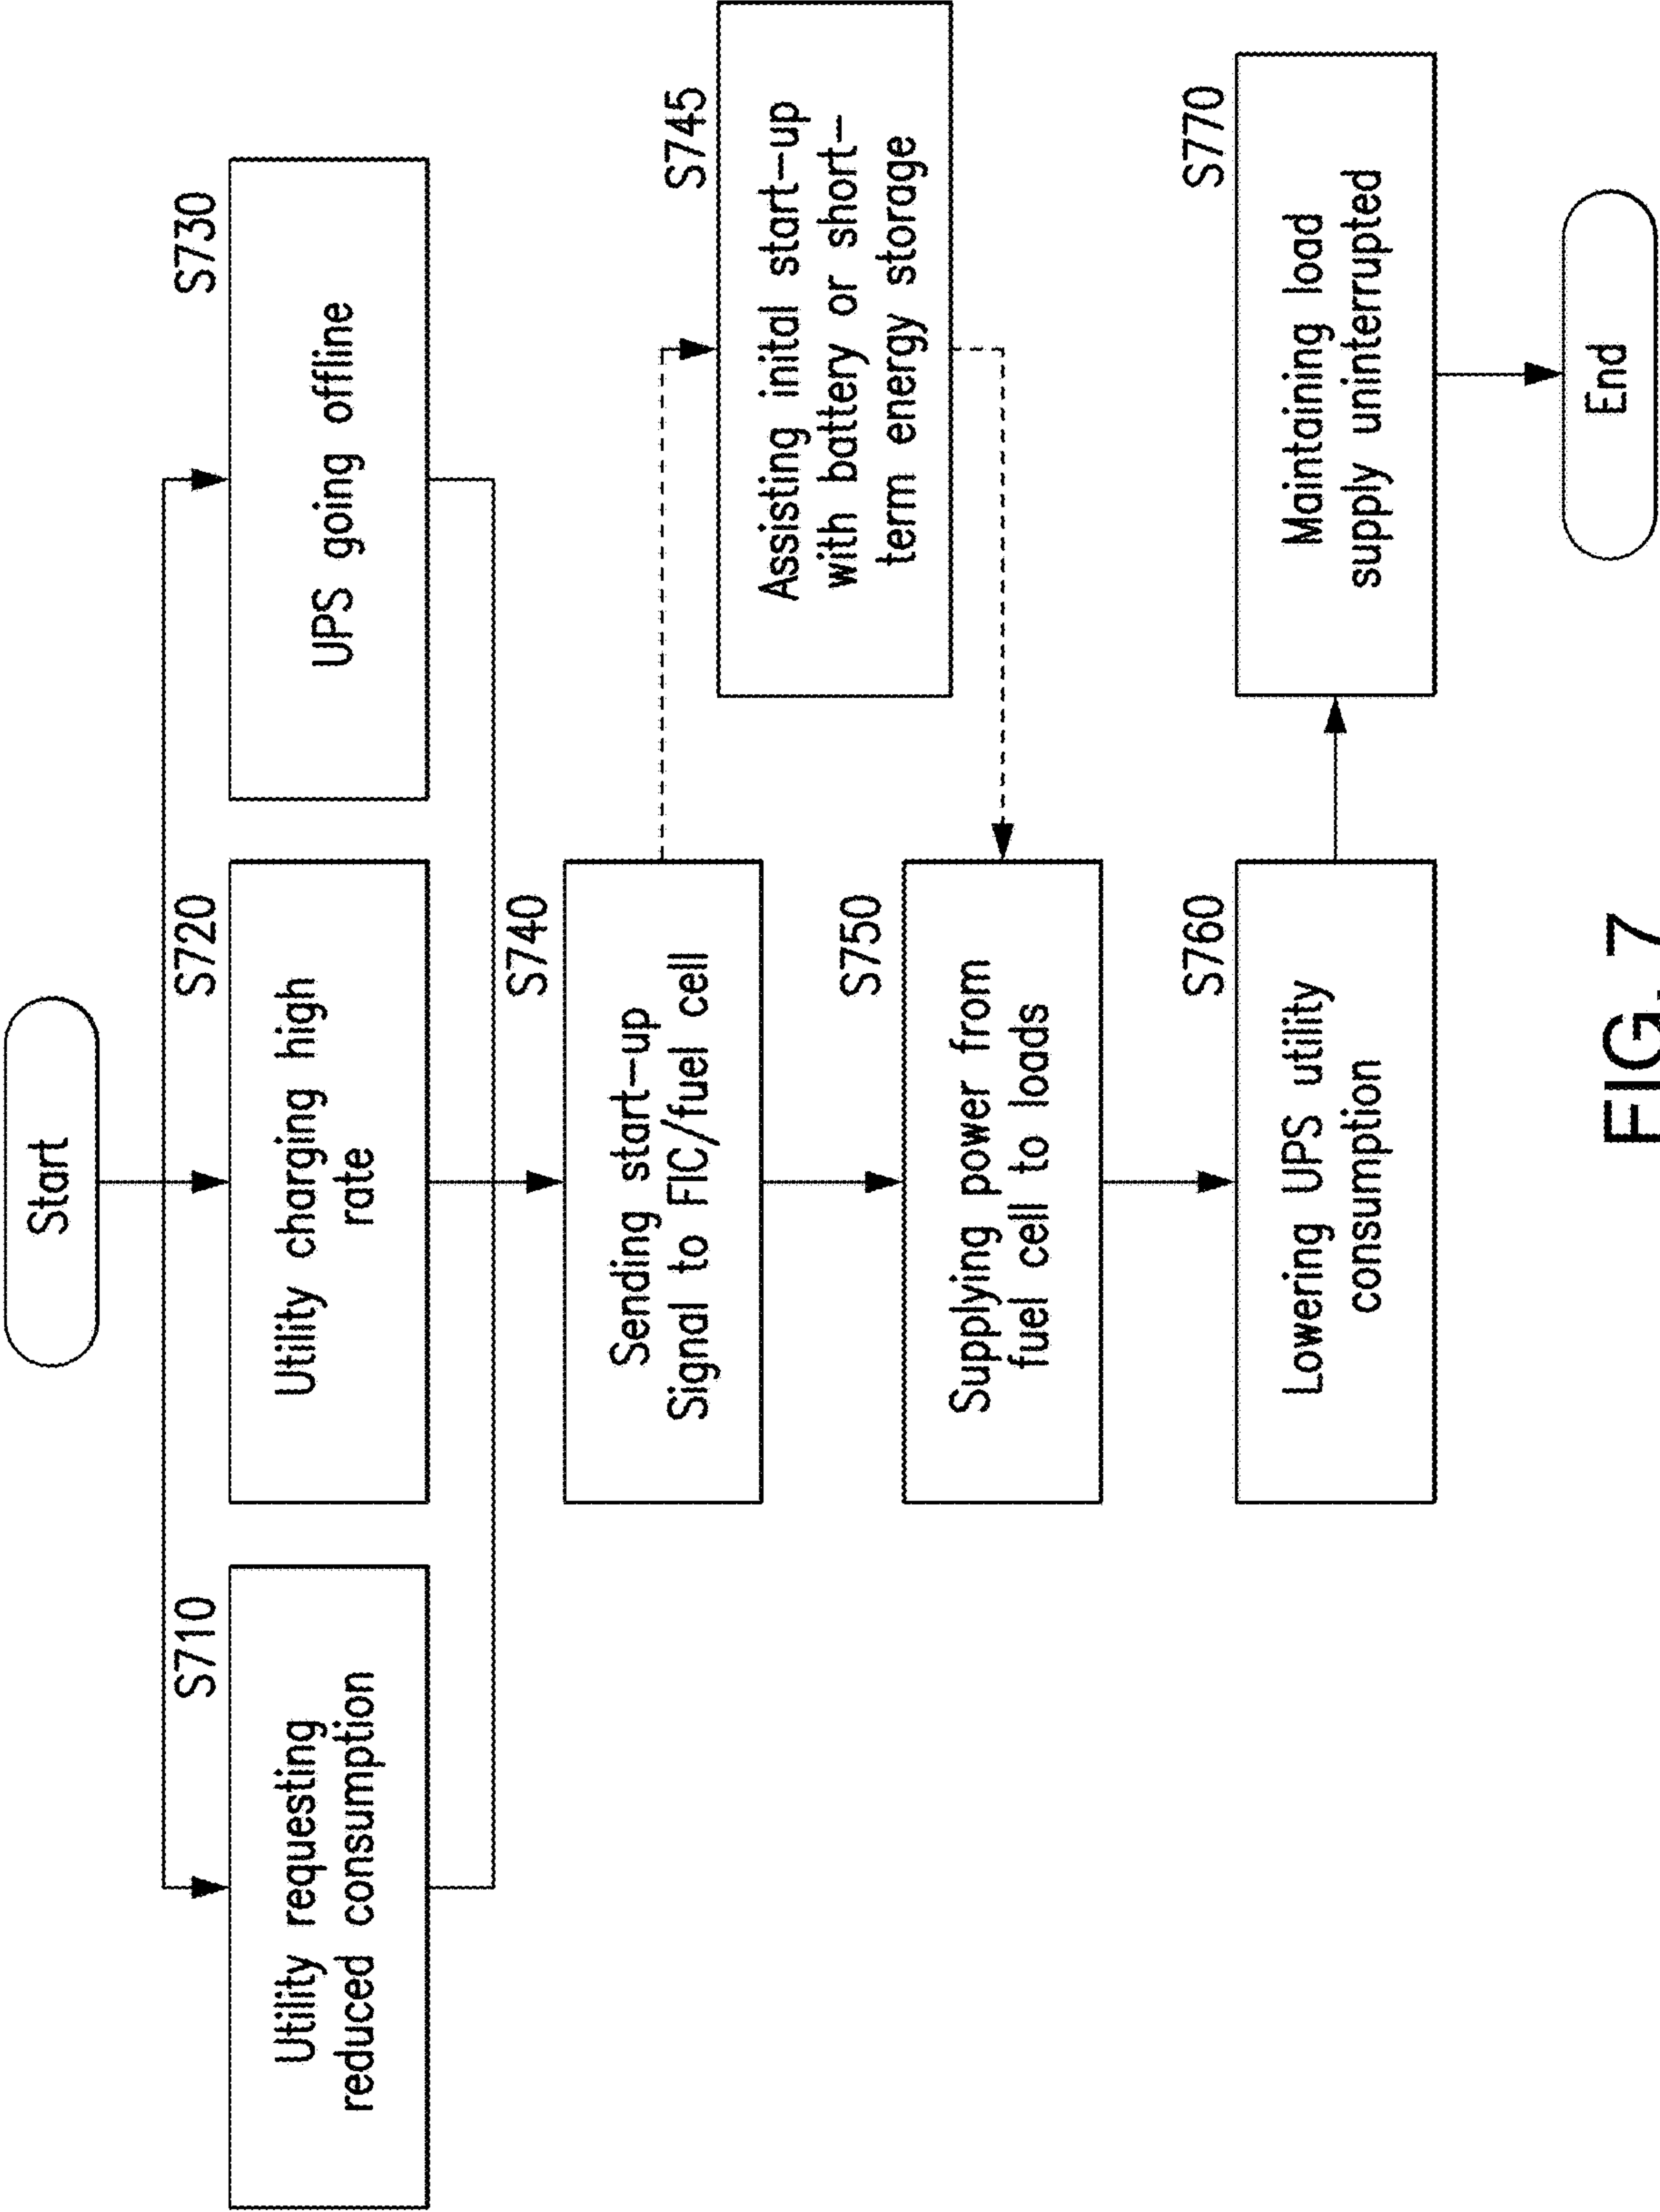 Start
S710
Utility requesting
reduced consumption
S720
Utility charging high
rate
S730
UPS going offline
S740
Sending start-up
Signal to FIC/fuel cell
S745
Assisting inital start-up
with battery or short-
term energy storage
S750
Supplying power from
fuel cell to loads
S760
Lowering UPS utility
consumption
S770
Maintaining load
supply uninterrupted
End
FIG. 7